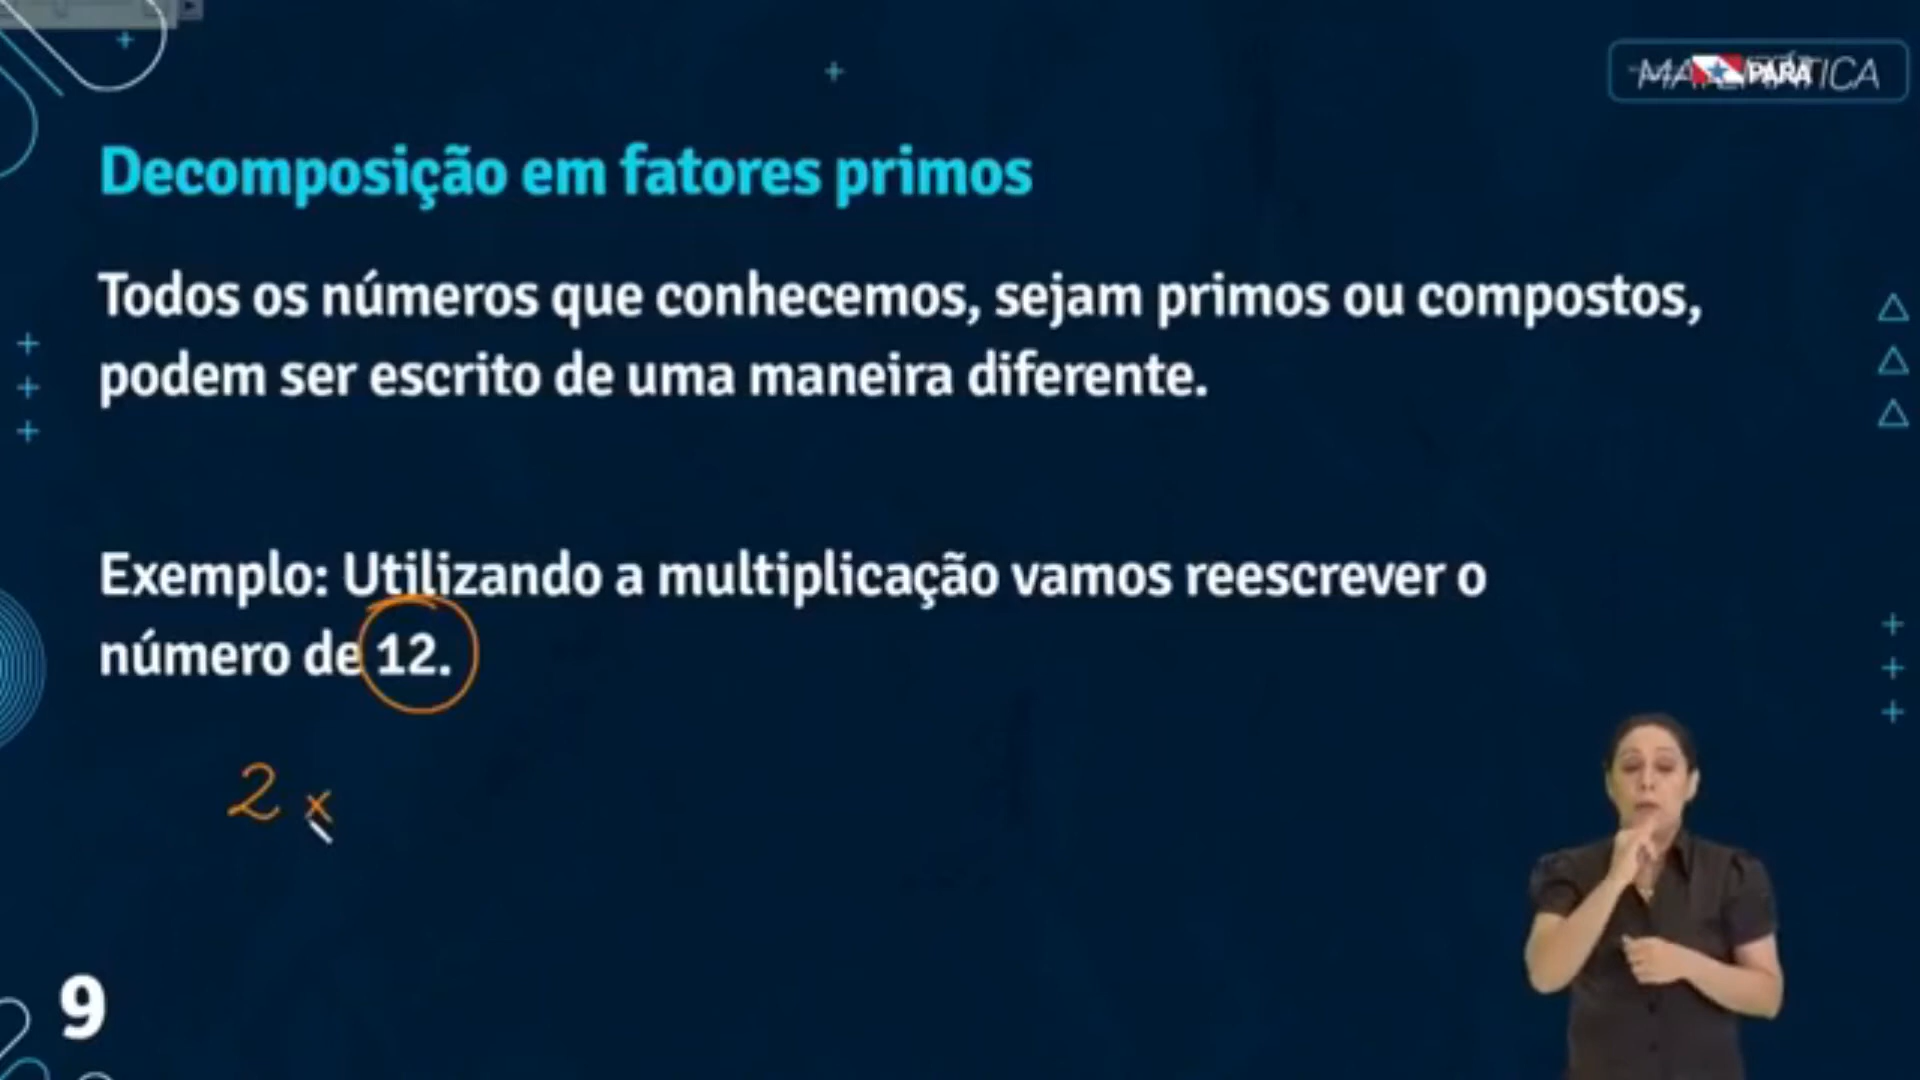 MATEMÁTICA
PARÁ
Decomposição em fatores primos
Todos os números que conhecemos, sejam primos ou compostos,
podem ser escrito de uma maneira diferente.
Exemplo: Utilizando a multiplicação vamos reescrever o
número de 12.
2 x
9